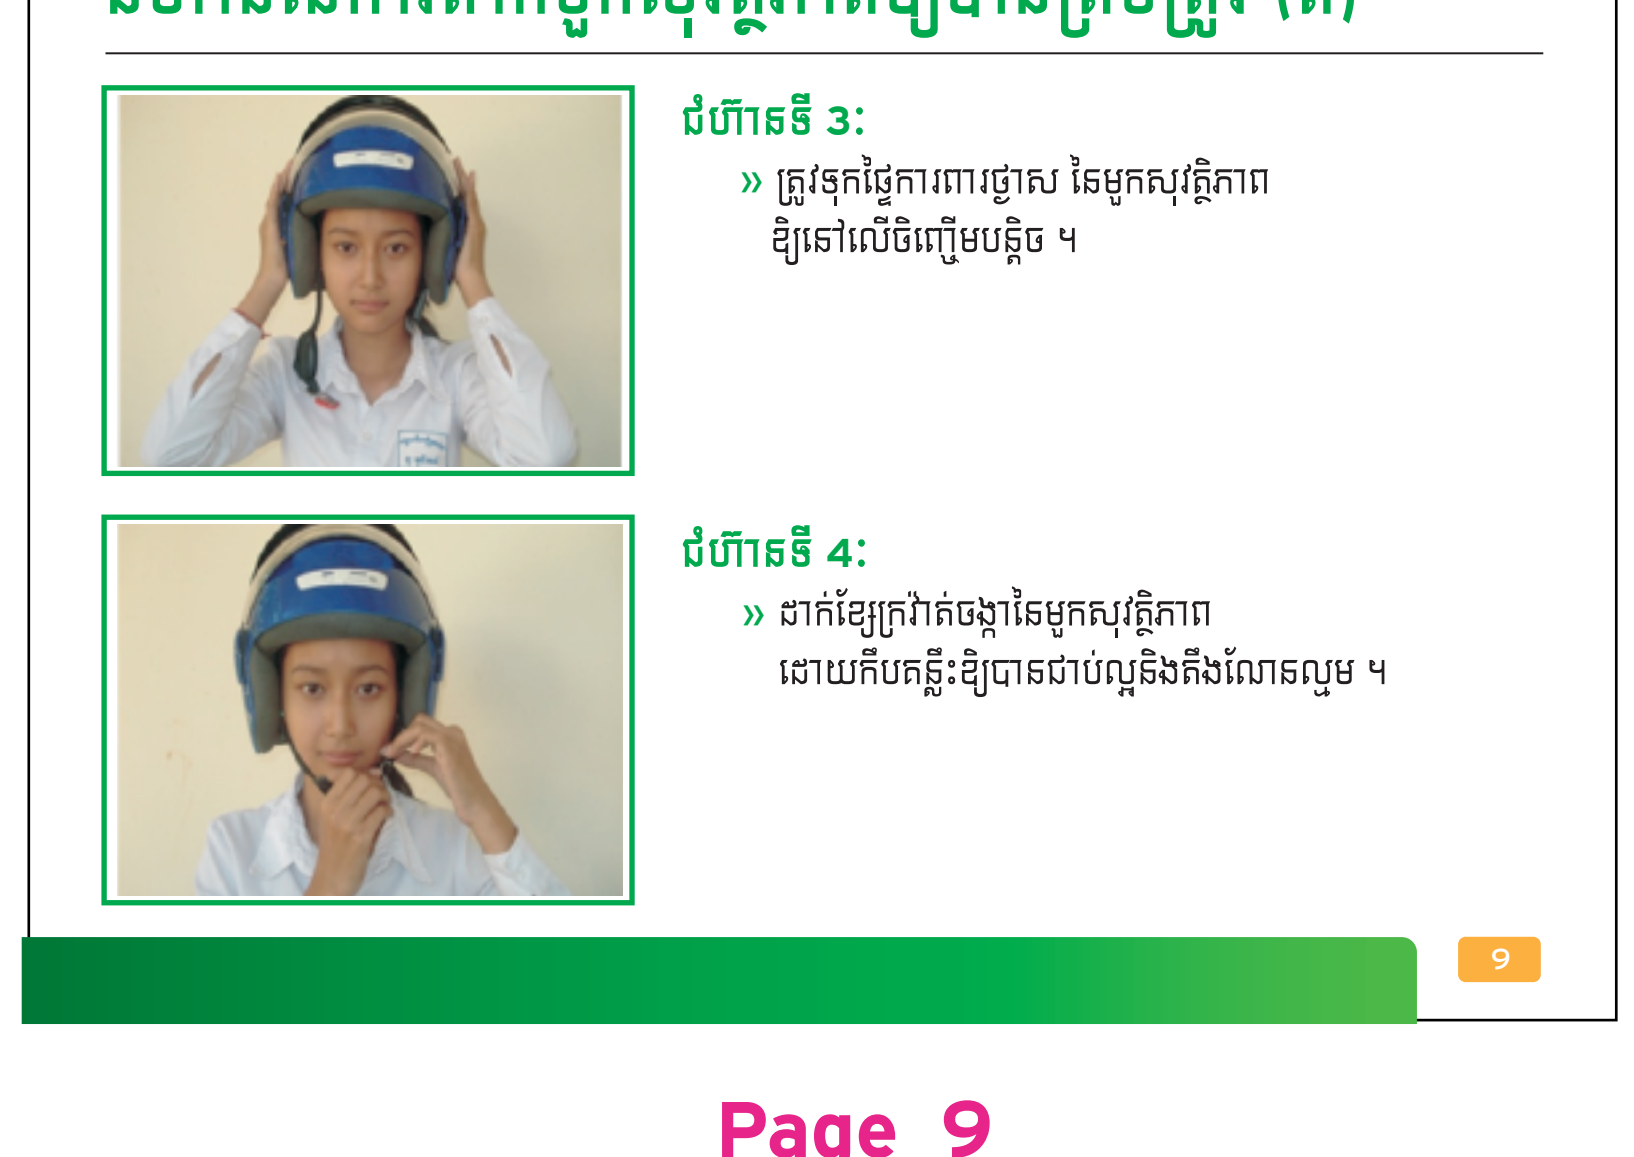 ជំហ៊ានទី 3:
» ត្រូវទុកផ្ទៃការពារថ្ងាស នៃមួកសុវត្ថិភាព
ឱ្យនៅលើចិញ្ចើមបន្តិច ។
ជំហ៊ានទី 4:
» ដាក់ខ្សែក្រវ៉ាត់ចង្កានៃមួកសុវត្ថិភាព
ដោយកឹបគន្លឹះឱ្យបានជាប់ល្អនិងតឹងណែនល្មម ។
9
Page 9